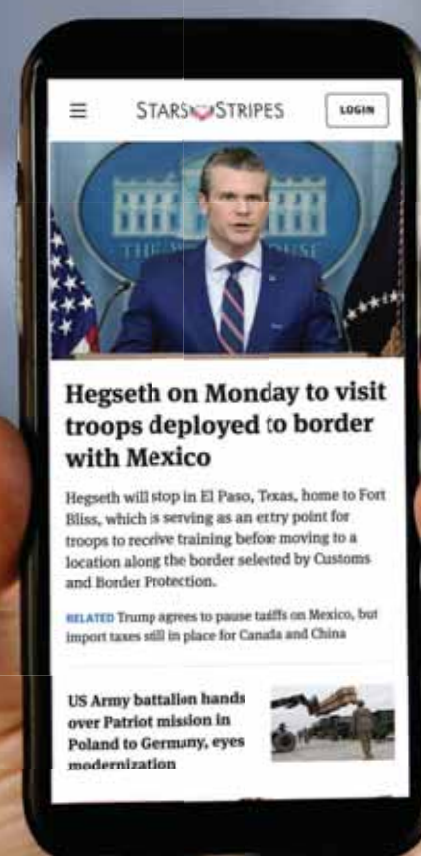 STARS STRIPES
LOGIN
THE W HOUSE
Hegseth on Monday to visit
troops deployed to border
with Mexico
Hegseth will stop in El Paso, Texas, home to Fort
Bliss, which is serving as an entry point for
troops to receive training before moving to a
location along the border selected by Customs
and Border Protection.
RELATED Trump agrees to pause tariffs on Mexico, but
import taxes still in place for Canada and China
US Army battalion hands
over Patriot mission in
Poland to Germany, eyes
modernization